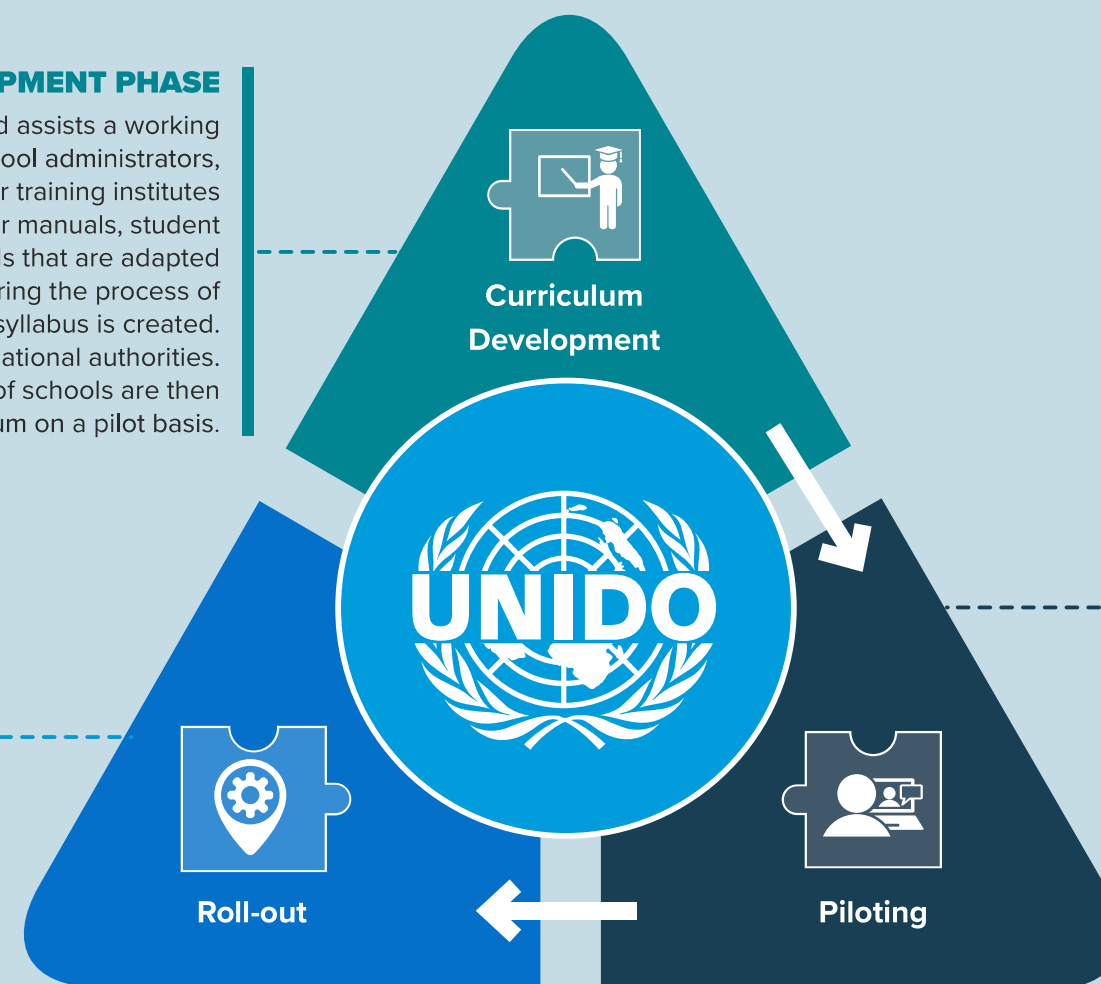 PMENT PHASE
d assists a working
ool administrators,
r training institutes
r manuals, student
ls that are adapted
ring the process of
syllabus is created.
ational authorities.
of schools are then
um on a pilot basis.
Curriculum
Development
UNIDO
Roll-out
Piloting